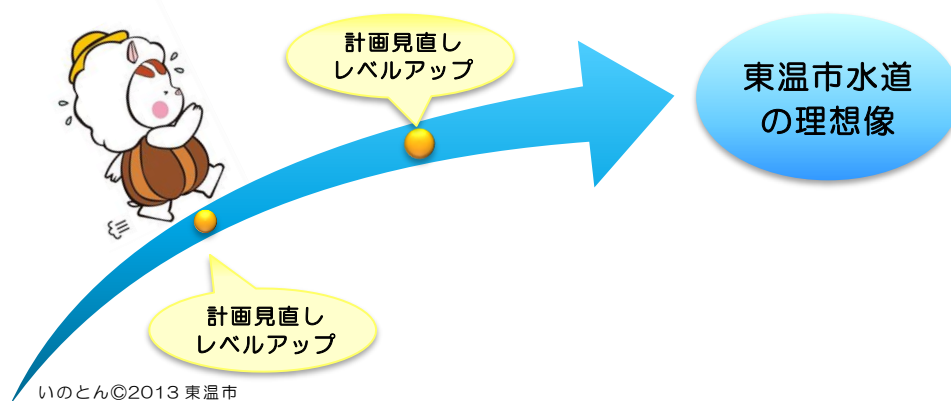 計画見直し
レベルアップ
東温市水道
の理想像
計画見直し
レベルアップ
いのとん©2013 東温市